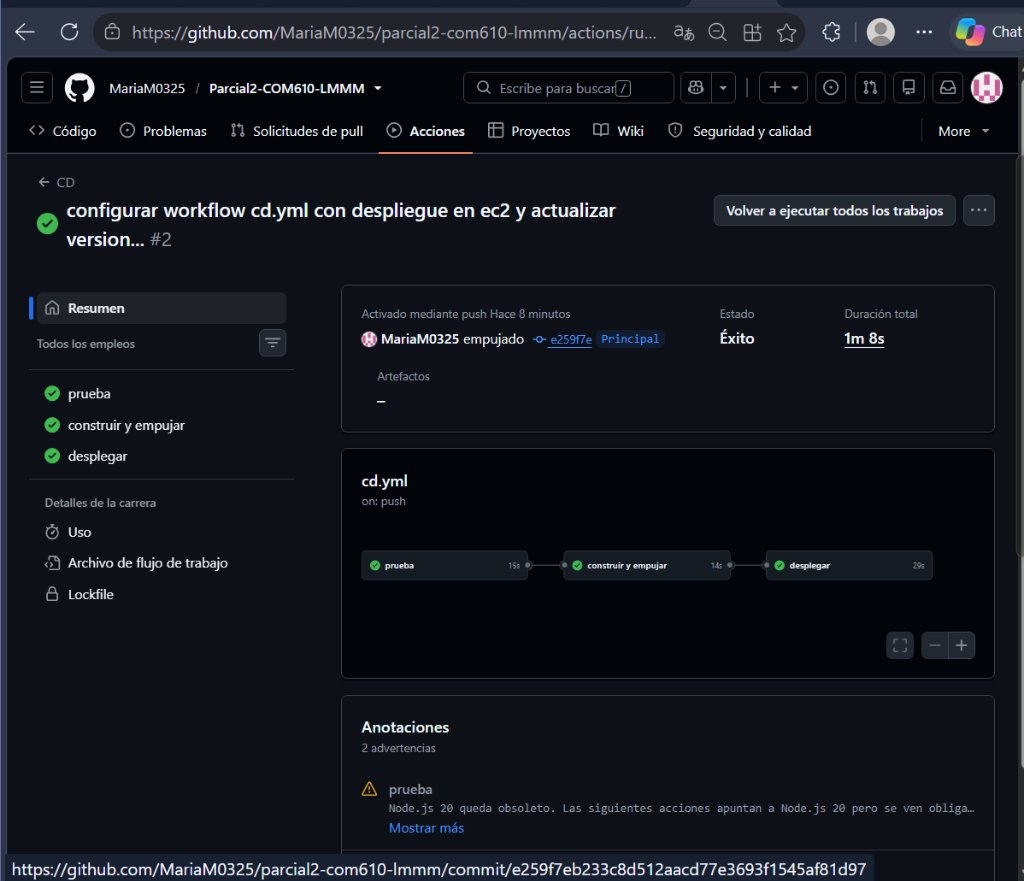 https://github.com/MariaM0325/parcial2-com610-lmmm/actions/ru...
Chat
MariaM0325 / Parcial2-COM610-LMMM
Escribe para buscar /
Código
Problemas
Solicitudes de pull
Acciones
Proyectos
Wiki
Seguridad y calidad
More
CD
configurar workflow cd.yml con despliegue en ec2 y actualizar
version... #2
Volver a ejecutar todos los trabajos
Resumen
Todos los empleos
prueba
construir y empujar
desplegar
Detalles de la carrera
Uso
Archivo de flujo de trabajo
Lockfile
Activado mediante push Hace 8 minutos
MariaM0325 empujado e259f7e Principal
Estado
Éxito
Duración total
1m 8s
Artefactos
–
cd.yml
on: push
prueba 15s
construir y empujar 14s
desplegar 29s
Anotaciones
2 advertencias
prueba
Node.js 20 queda obsoleto. Las siguientes acciones apuntan a Node.js 20 pero se ven obliga…
Mostrar más
https://github.com/MariaM0325/parcial2-com610-lmmm/commit/e259f7eb233c8d512aacd77e3693f1545af81d97